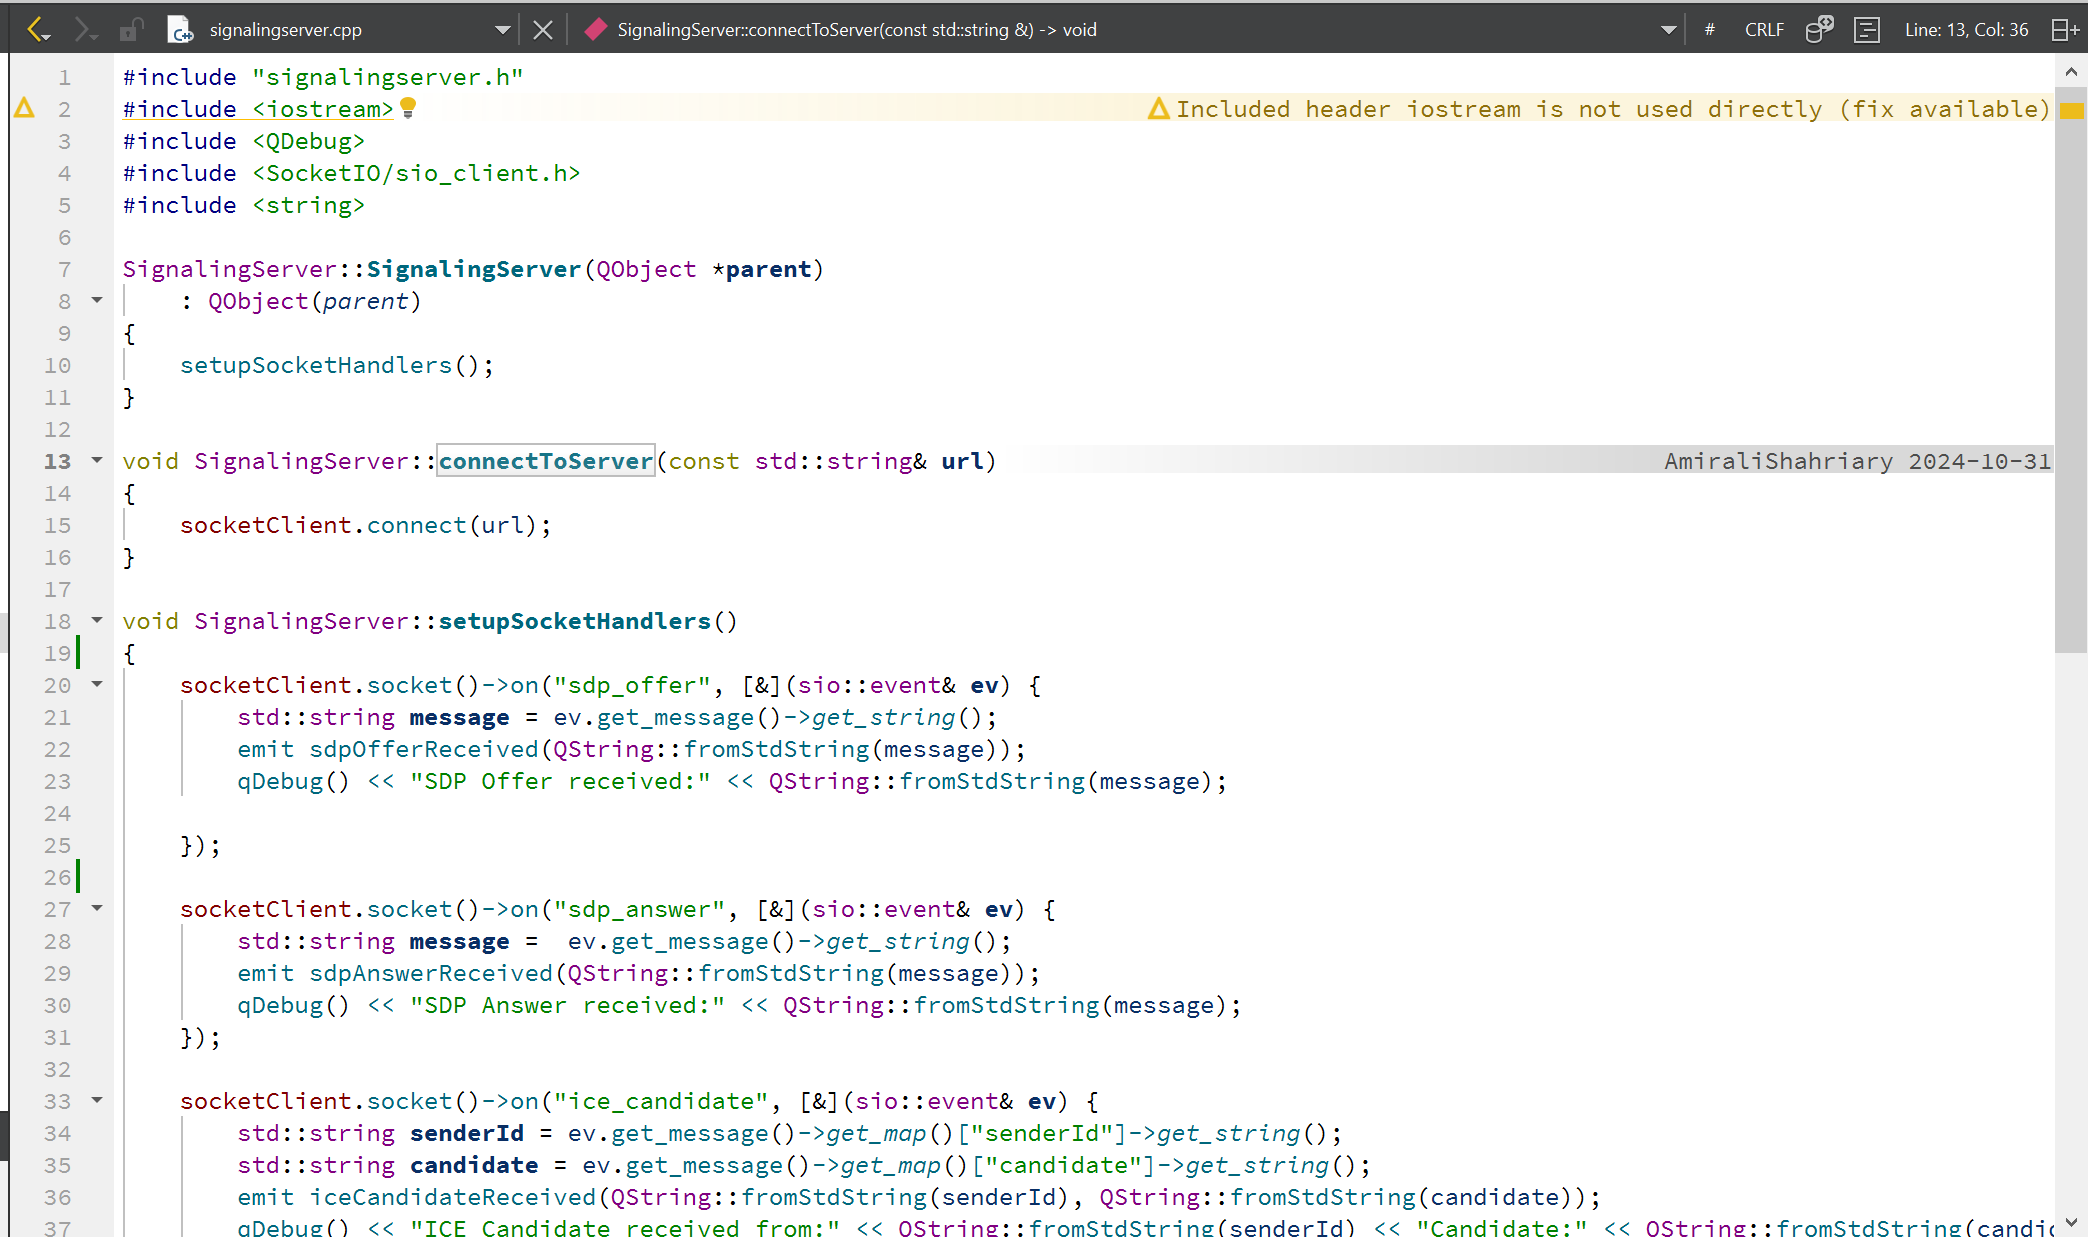 signalingserver.cpp SignalingServer::connectToServer(const std::string &) -> void # CRLF Line: 13, Col: 36
1 #include "signalingserver.h"
2 #include <iostream> Included header iostream is not used directly (fix available)
3 #include <QDebug>
4 #include <SocketIO/sio_client.h>
5 #include <string>
6
7 SignalingServer::SignalingServer(QObject *parent)
8     : QObject(parent)
9 {
10     setupSocketHandlers();
11 }
12
13 void SignalingServer::connectToServer(const std::string& url) AmiraliShahriary 2024-10-31
14 {
15     socketClient.connect(url);
16 }
17
18 void SignalingServer::setupSocketHandlers()
19 {
20     socketClient.socket()->on("sdp_offer", [&](sio::event& ev) {
21         std::string message = ev.get_message()->get_string();
22         emit sdpOfferReceived(QString::fromStdString(message));
23         qDebug() << "SDP Offer received:" << QString::fromStdString(message);
24
25     });
26
27     socketClient.socket()->on("sdp_answer", [&](sio::event& ev) {
28         std::string message =  ev.get_message()->get_string();
29         emit sdpAnswerReceived(QString::fromStdString(message));
30         qDebug() << "SDP Answer received:" << QString::fromStdString(message);
31     });
32
33     socketClient.socket()->on("ice_candidate", [&](sio::event& ev) {
34         std::string senderId = ev.get_message()->get_map()["senderId"]->get_string();
35         std::string candidate = ev.get_message()->get_map()["candidate"]->get_string();
36         emit iceCandidateReceived(QString::fromStdString(senderId), QString::fromStdString(candidate));
37         qDebug() << "ICE Candidate received from:" << QString::fromStdString(senderId) << "Candidate:" << QString::fromStdString(candic